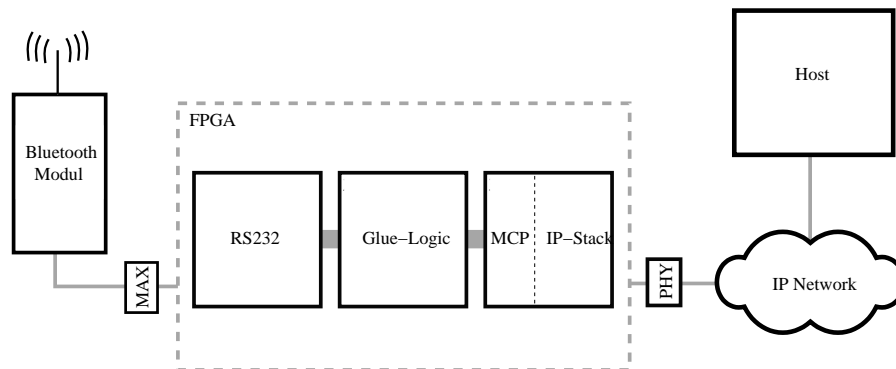 Host
FPGA
Bluetooth
Modul
RS232
Glue−Logic
MCP
IP−Stack
MAX
PHY
IP Network